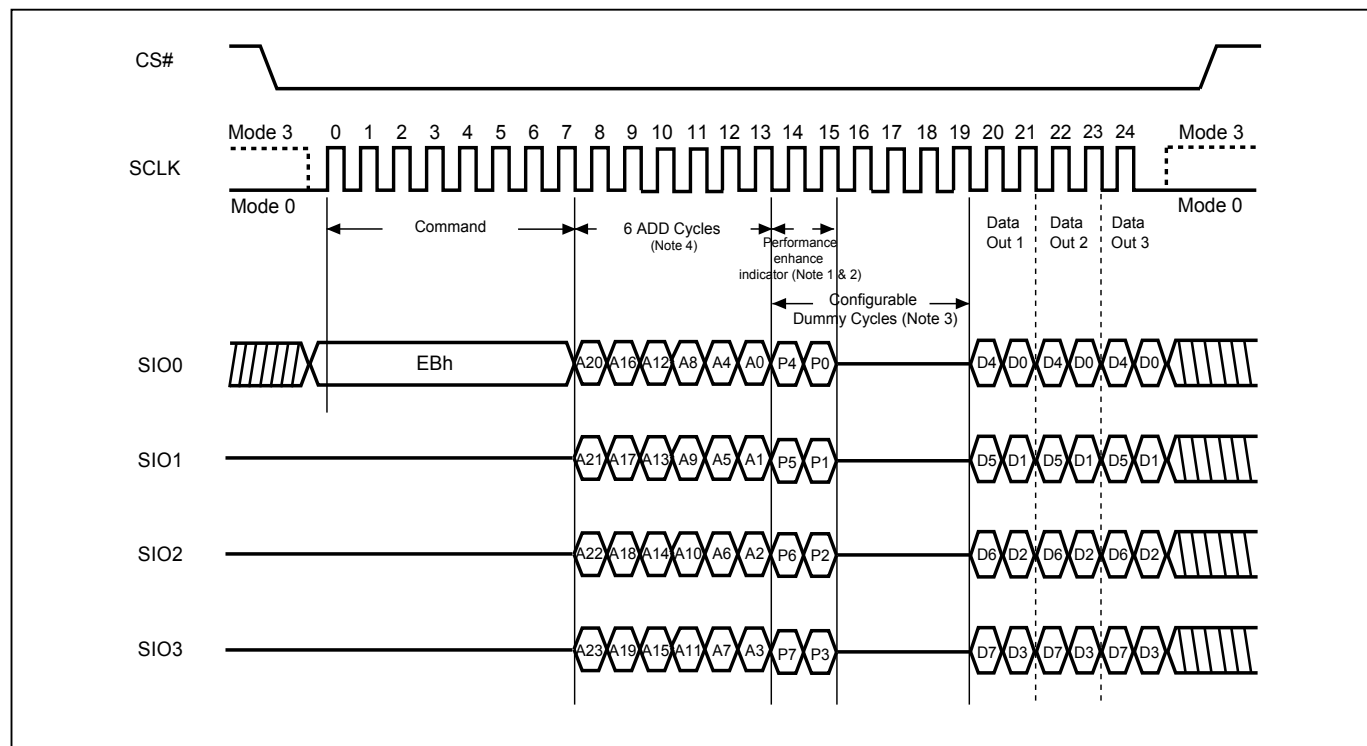 CS#
Mode 3 0 1 2 3 4 5 6 7 8 9 10 11 12 13 14 15 16 17 18 19 20 21 22 23 24 Mode 3
SCLK
Mode 0 Mode 0
Command
6 ADD Cycles
(Note 4)
Performance
enhance
indicator (Note 1 & 2)
Data
Out 1
Data
Out 2
Data
Out 3
Configurable
Dummy Cycles (Note 3)
SIO0 EBh A20 A16 A12 A8 A4 A0 P4 P0 D4 D0 D4 D0 D4 D0
SIO1 A21 A17 A13 A9 A5 A1 P5 P1 D5 D1 D5 D1 D5 D1
SIO2 A22 A18 A14 A10 A6 A2 P6 P2 D6 D2 D6 D2 D6 D2
SIO3 A23 A19 A15 A11 A7 A3 P7 P3 D7 D3 D7 D3 D7 D3